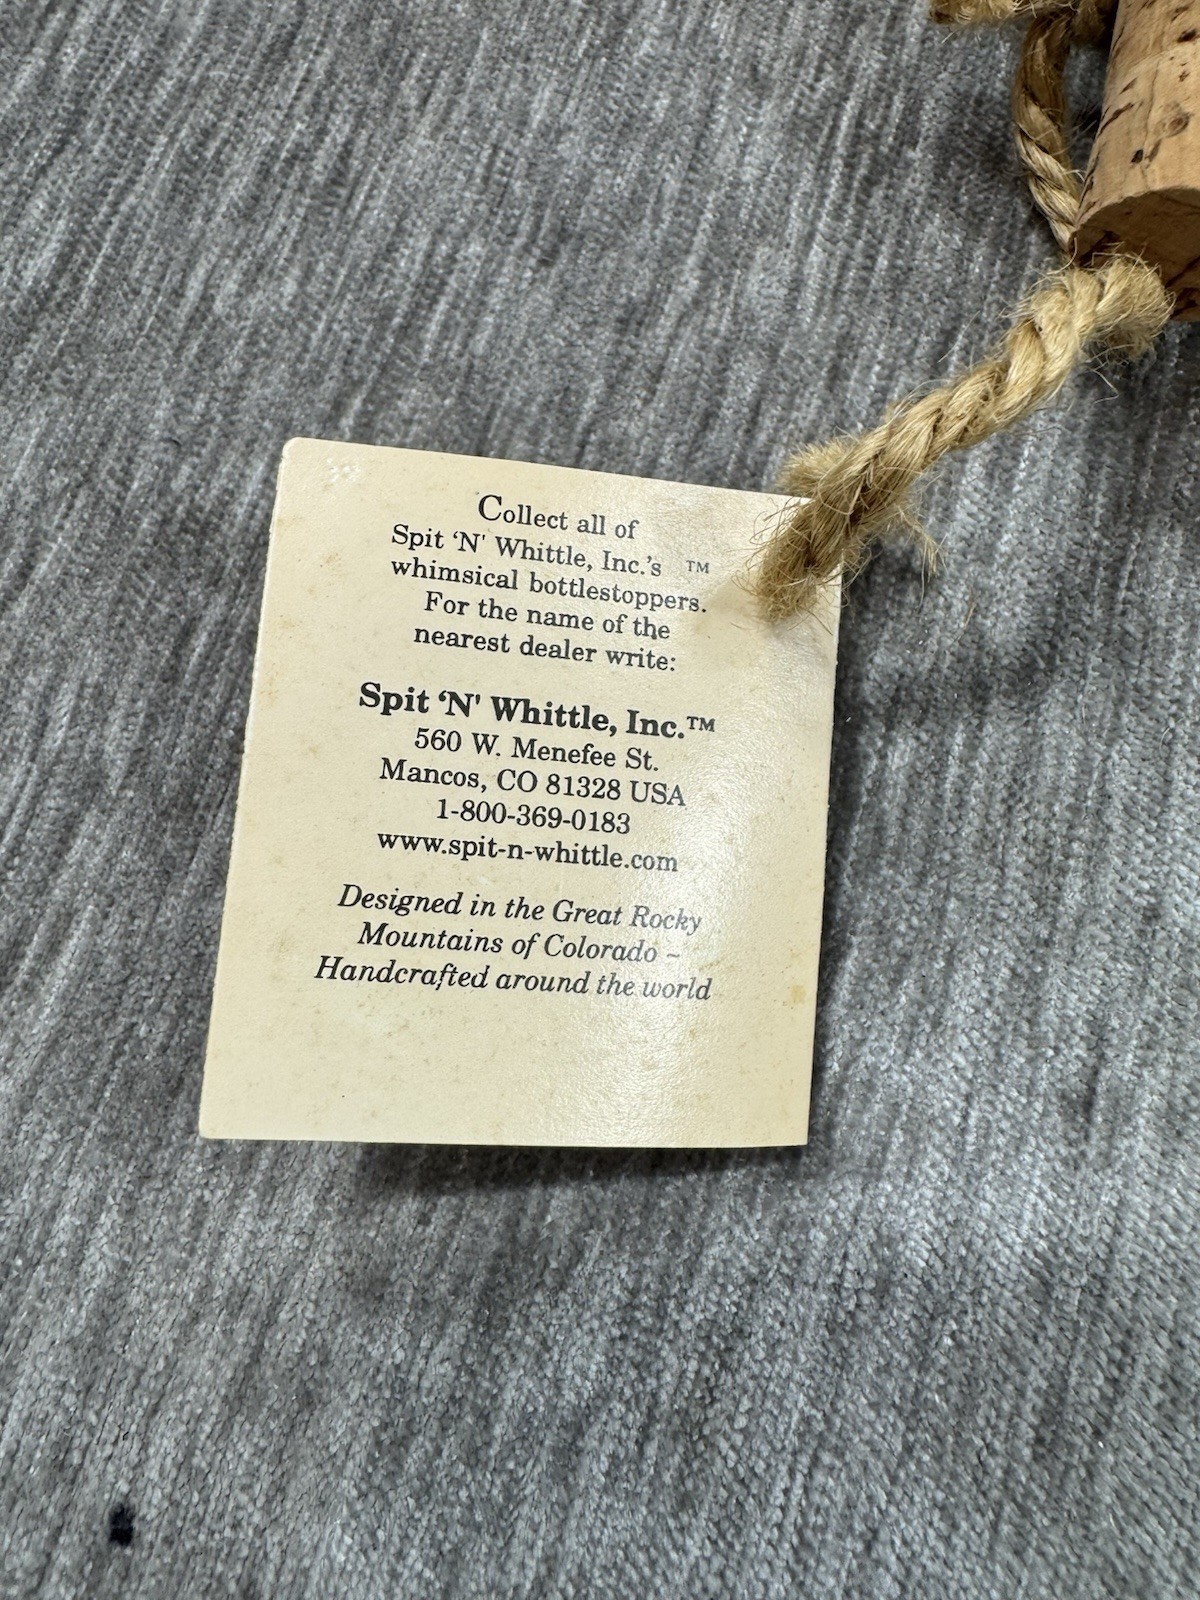 Collect all of
Spit ‘N' Whittle, Inc.'s ™
whimsical bottlestoppers.
For the name of the
nearest dealer write:
Spit ‘N' Whittle, Inc.™
560 W. Menefee St.
Mancos, CO 81328 USA
1-800-369-0183
www.spit-n-whittle.com
Designed in the Great Rocky
Mountains of Colorado ~
Handcrafted around the world